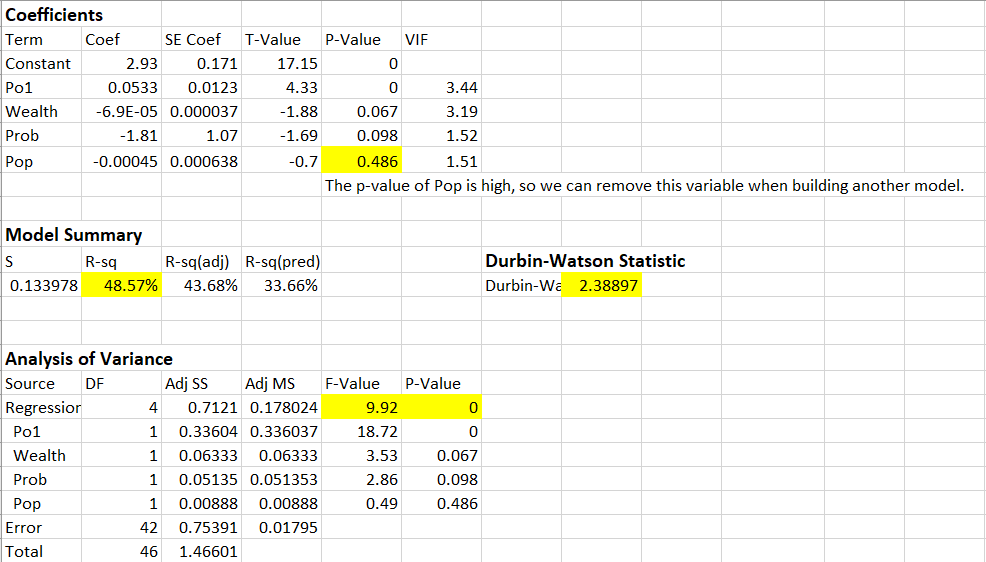 Coefficients
Term Coef SE Coef T-Value P-Value VIF
Constant 2.93 0.171 17.15 0
Po1 0.0533 0.0123 4.33 0 3.44
Wealth -6.9E-05 0.000037 -1.88 0.067 3.19
Prob -1.81 1.07 -1.69 0.098 1.52
Pop -0.00045 0.000638 -0.7 0.486 1.51
The p-value of Pop is high, so we can remove this variable when building another model.
Model Summary
S R-sq R-sq(adj) R-sq(pred) Durbin-Watson Statistic
0.133978 48.57% 43.68% 33.66% Durbin-Wa 2.38897
Analysis of Variance
Source DF Adj SS Adj MS F-Value P-Value
Regression 4 0.7121 0.178024 9.92 0
Po1 1 0.33604 0.336037 18.72 0
Wealth 1 0.06333 0.06333 3.53 0.067
Prob 1 0.05135 0.051353 2.86 0.098
Pop 1 0.00888 0.00888 0.49 0.486
Error 42 0.75391 0.01795
Total 46 1.46601